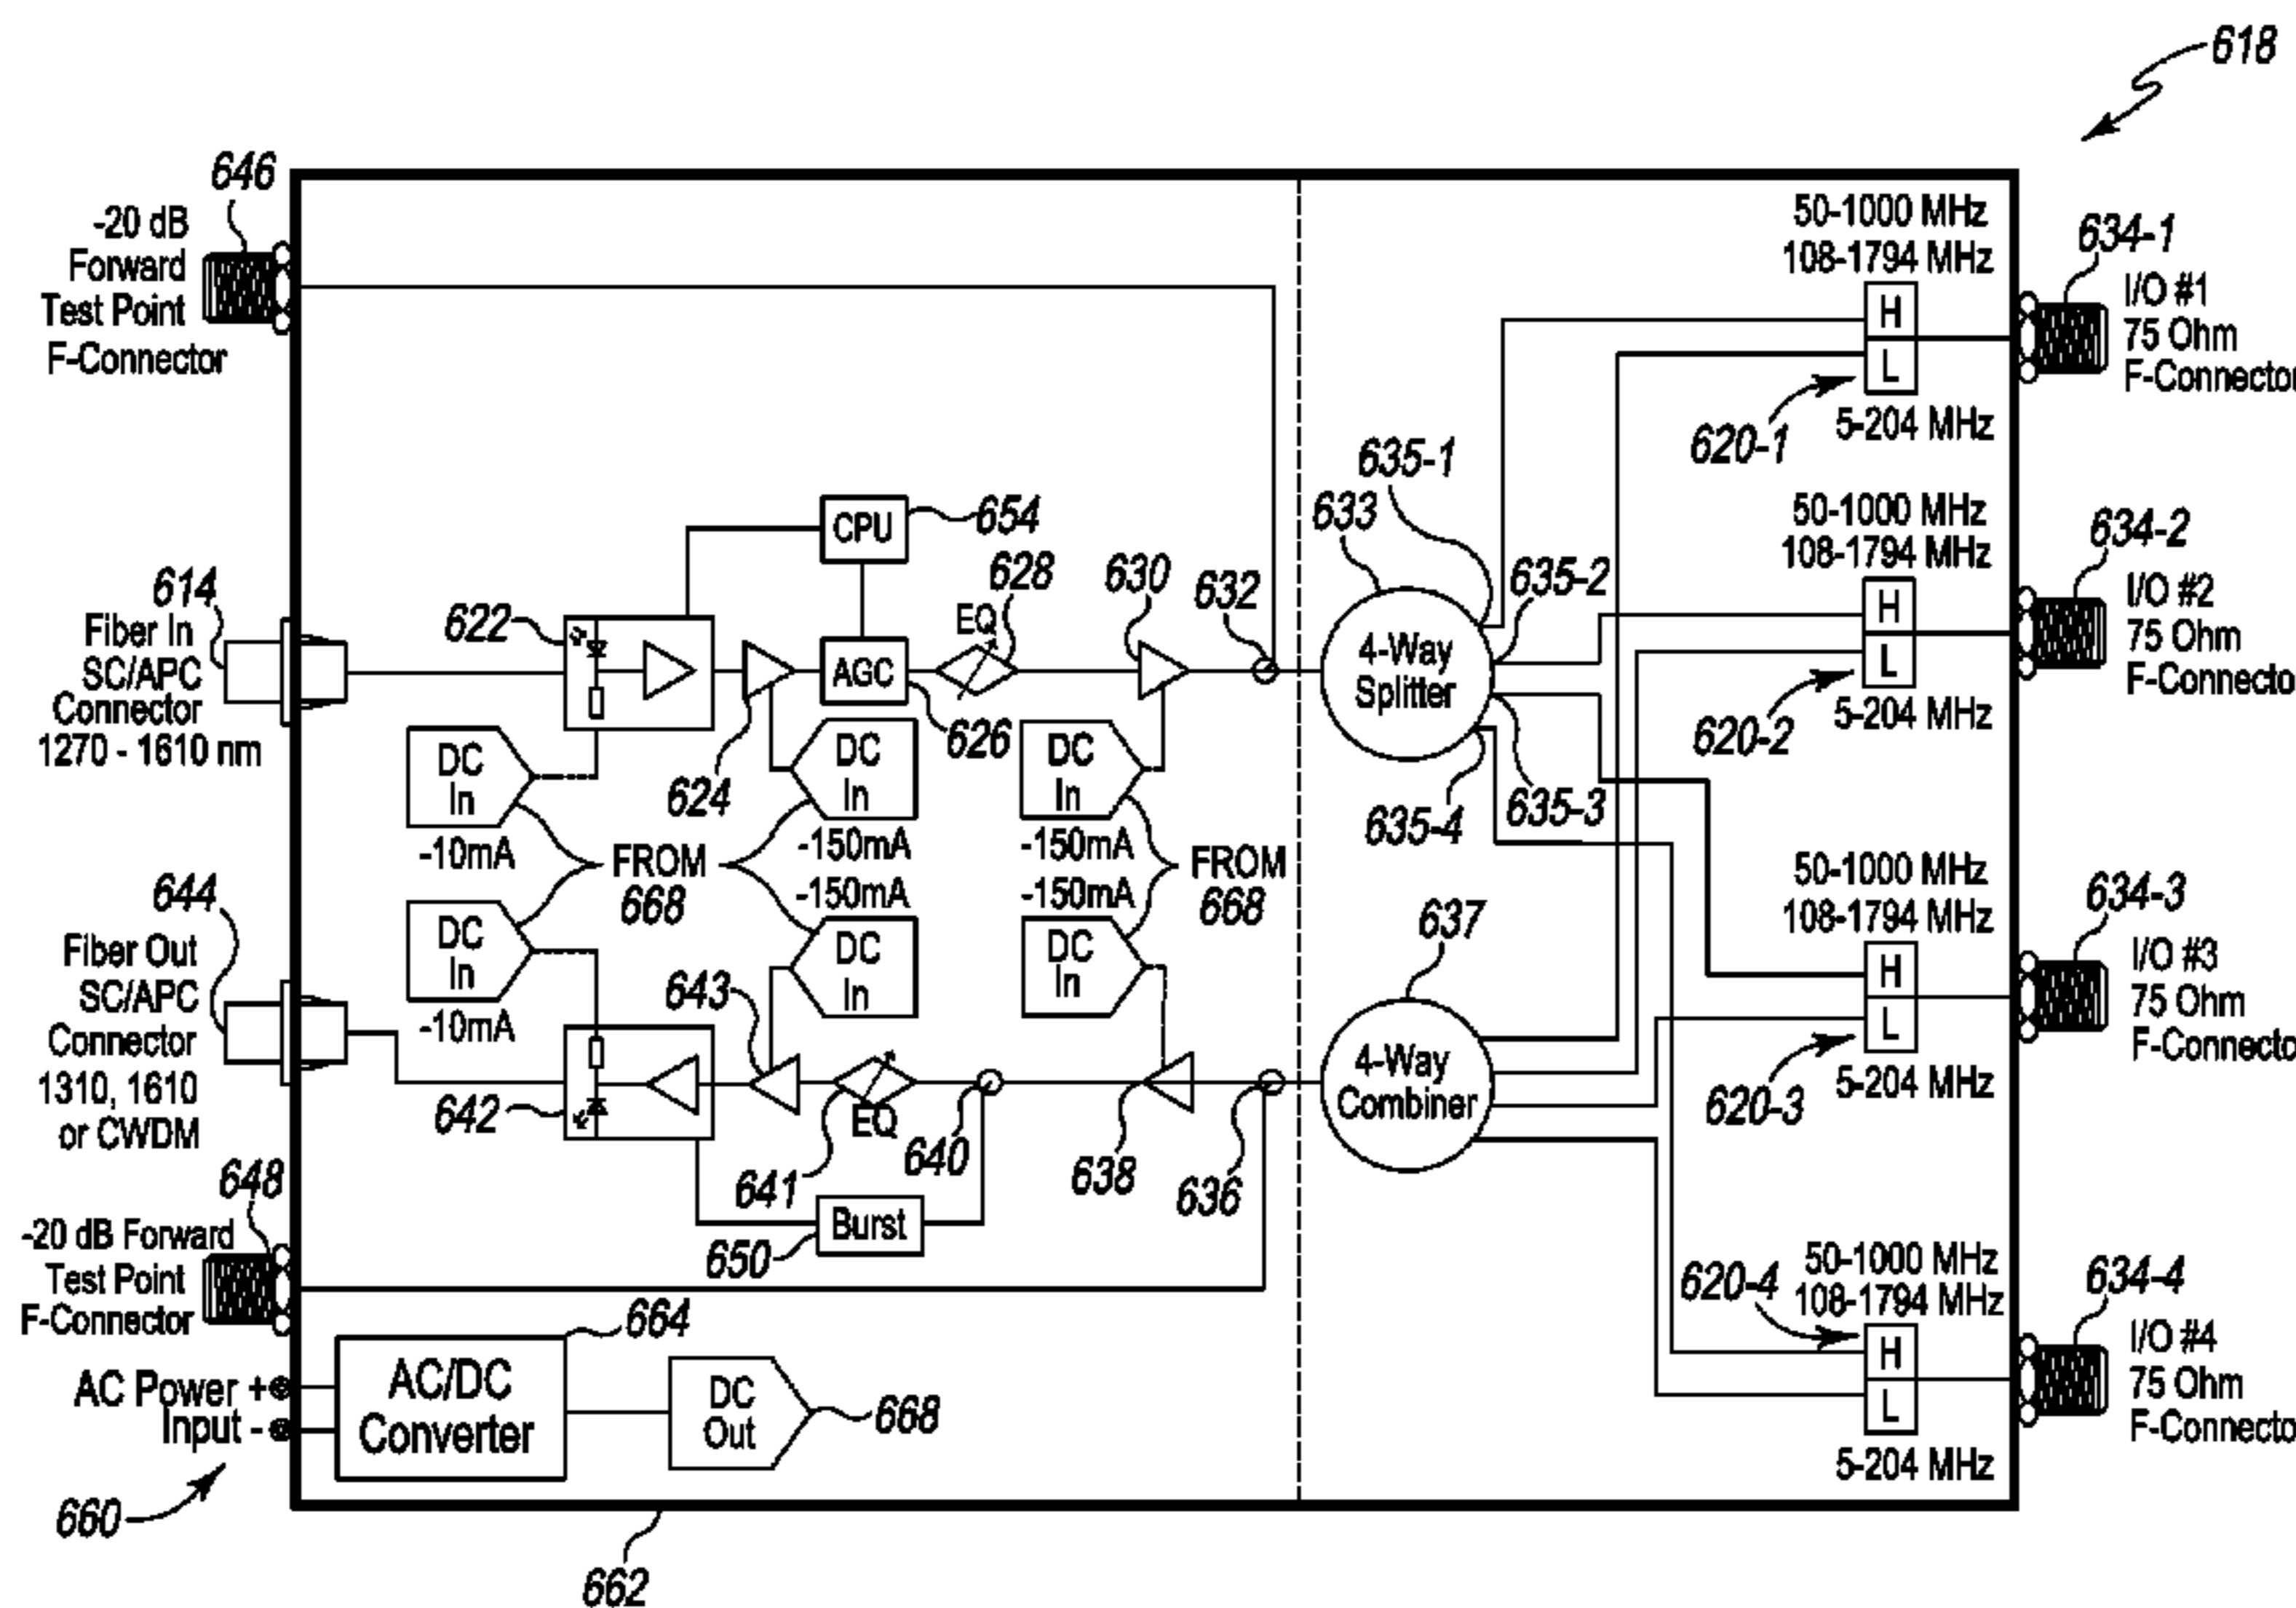 618
646
-20 dB
Forward
Test Point
F-Connector
50-1000 MHz
108-1794 MHz
H
L
620-1
5-204 MHz
634-1
I/O #1
75 Ohm
F-Connector
614
Fiber In
SC/APC
Connector
1270 - 1610 nm
622
CPU
654
624
AGC
626
EQ
628
630
632
633
4-Way
Splitter
635-1
635-2
635-3
635-4
50-1000 MHz
108-1794 MHz
H
L
620-2
5-204 MHz
634-2
I/O #2
75 Ohm
F-Connecto
DC
In
-10mA
DC
In
-150mA
DC
In
-150mA
FROM
668
FROM
668
DC
In
-10mA
-150mA
DC
In
-150mA
DC
In
644
Fiber Out
SC/APC
Connector
1310, 1610
or CWDM
642
643
641
EQ
640
638
636
637
4-Way
Combiner
50-1000 MHz
108-1794 MHz
H
L
620-3
5-204 MHz
634-3
I/O #3
75 Ohm
F-Connecto
650
Burst
648
-20 dB Forward
Test Point
F-Connector
50-1000 MHz
108-1794 MHz
620-4
H
L
5-204 MHz
634-4
I/O #4
75 Ohm
F-Connecto
AC Power +
Input -
660
664
AC/DC
Converter
DC
Out
668
662